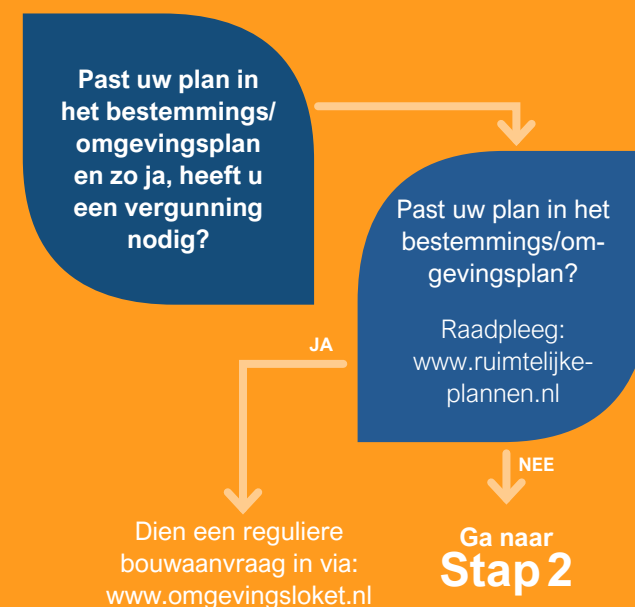 Past uw plan in
het bestemmings/
omgevingsplan
en zo ja, heeft u
een vergunning
nodig?
Past uw plan in het
bestemmings/om-
gevingsplan?
Raadpleeg:
www.ruimtelijke-
plannen.nl
JA
NEE
Dien een reguliere
bouwaanvraag in via:
www.omgevingsloket.nl
Ga naar
Stap 2